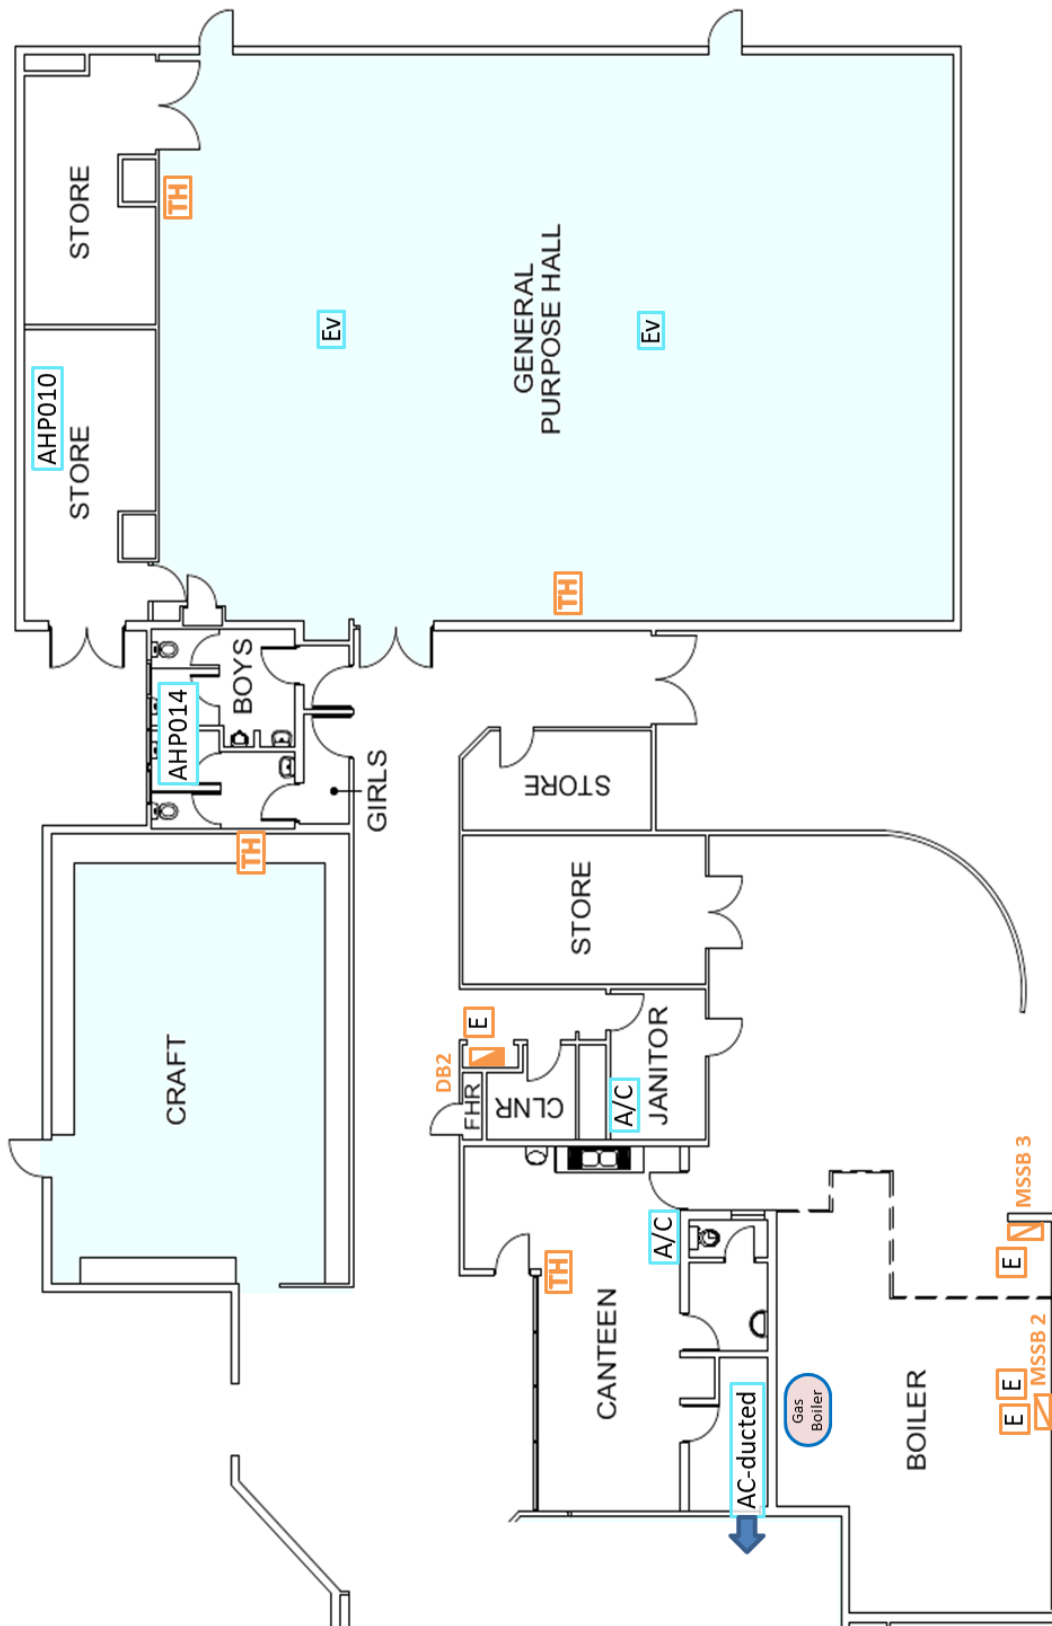 STORE
TH
AHP010
STORE
Ev
Ev
GENERAL
PURPOSE HALL
TH
BOYS
AHP014
GIRLS
TH
STORE
STORE
CRAFT
E
DB2
FHR
CLNR
A/C
JANITOR
A/C
TH
CANTEEN
MSSB 3
E
E
E
MSSB 2
Gas
Boiler
BOILER
AC-ducted